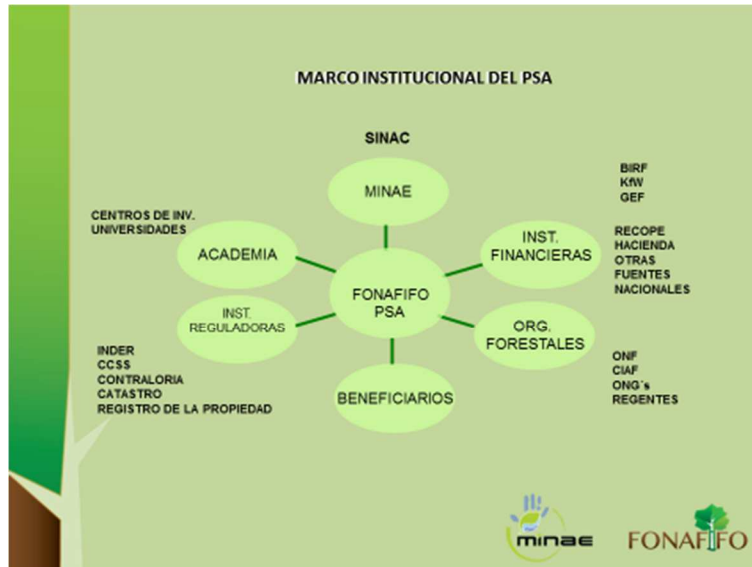 MARCO INSTITUCIONAL DEL PSA
SINAC
MINAE
BIRF
KfW
GEF
CENTROS DE INV.
UNIVERSIDADES
ACADEMIA
INST.
FINANCIERAS
RECOPE
HACIENDA
OTRAS
FUENTES
NACIONALES
FONAFIFO
PSA
INST.
REGULADORAS
ORG.
FORESTALES
INDER
CCSS
CONTRALORIA
CATASTRO
REGISTRO DE LA PROPIEDAD
BENEFICIARIOS
ONF
CIAF
ONG´s
REGENTES
minae
FONAFIFO